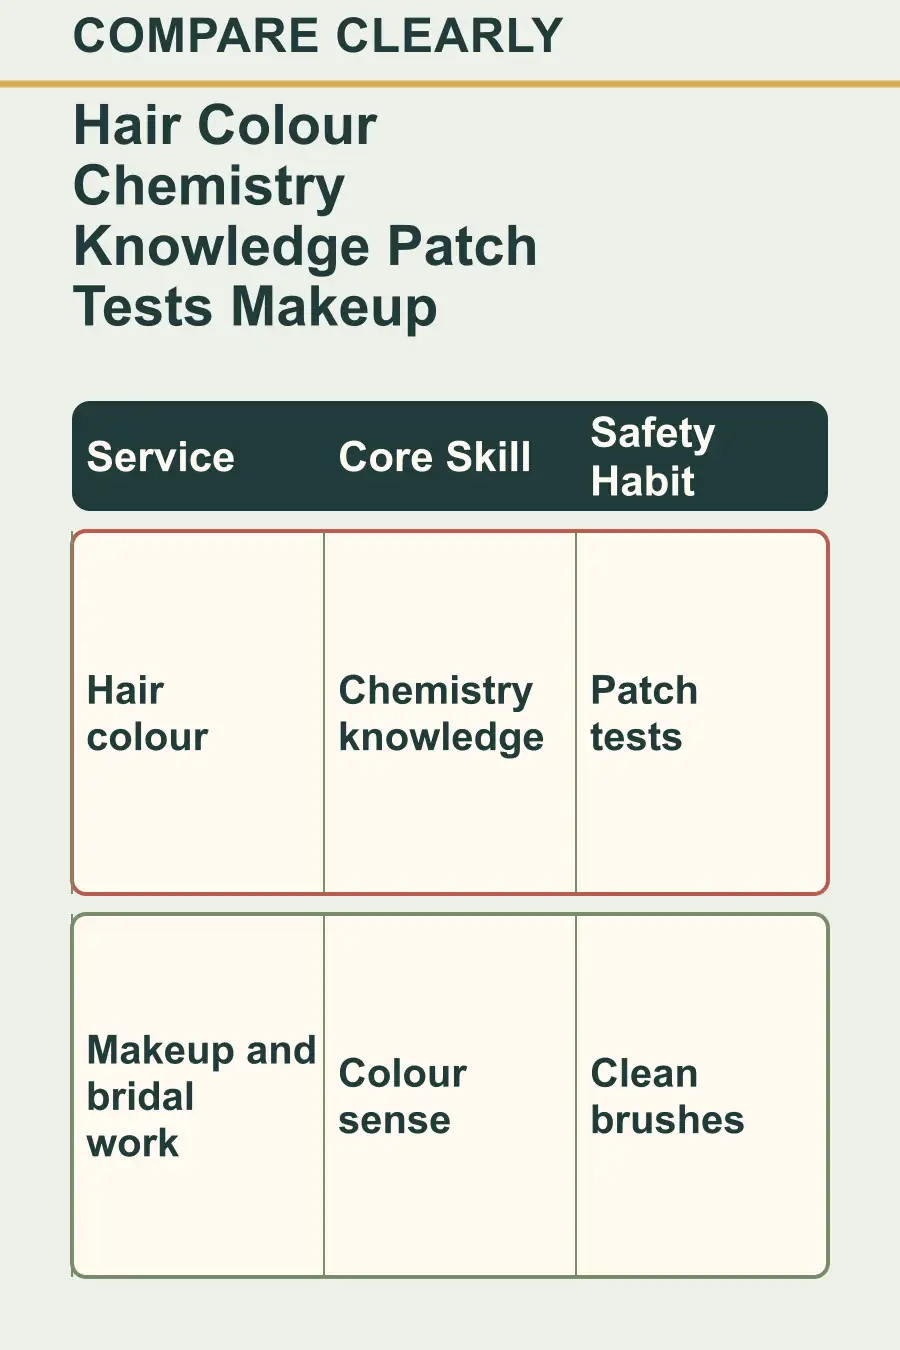 COMPARE CLEARLY
Hair Colour
Chemistry
Knowledge Patch
Tests Makeup
Service
Core Skill
Safety
Habit
Hair
colour
Chemistry
knowledge
Patch
tests
Makeup and
bridal
work
Colour
sense
Clean
brushes